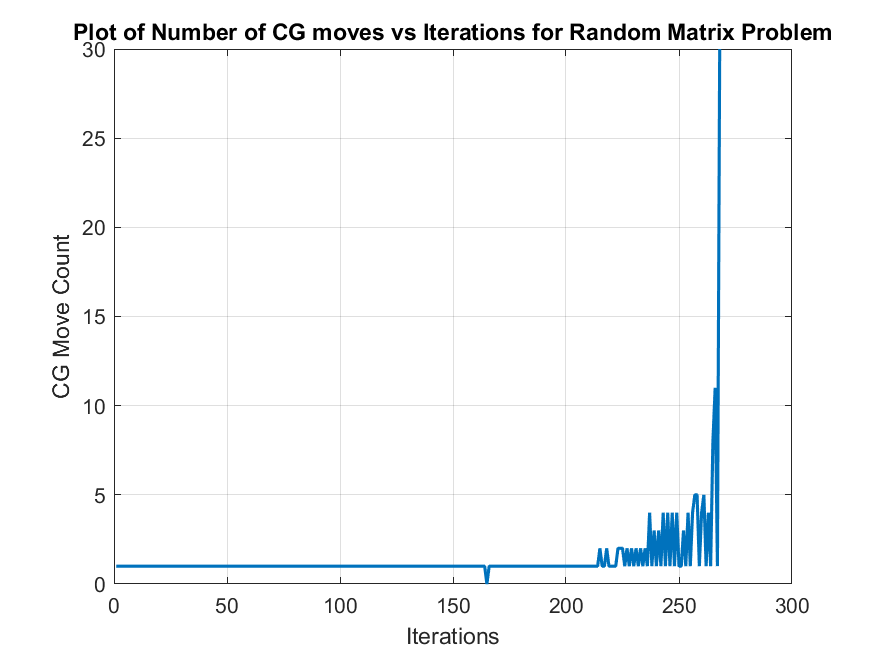 Plot of Number of CG moves vs Iterations for Random Matrix Problem
30
25
20
15
10
5
0
CG Move Count
0 50 100 150 200 250 300
Iterations